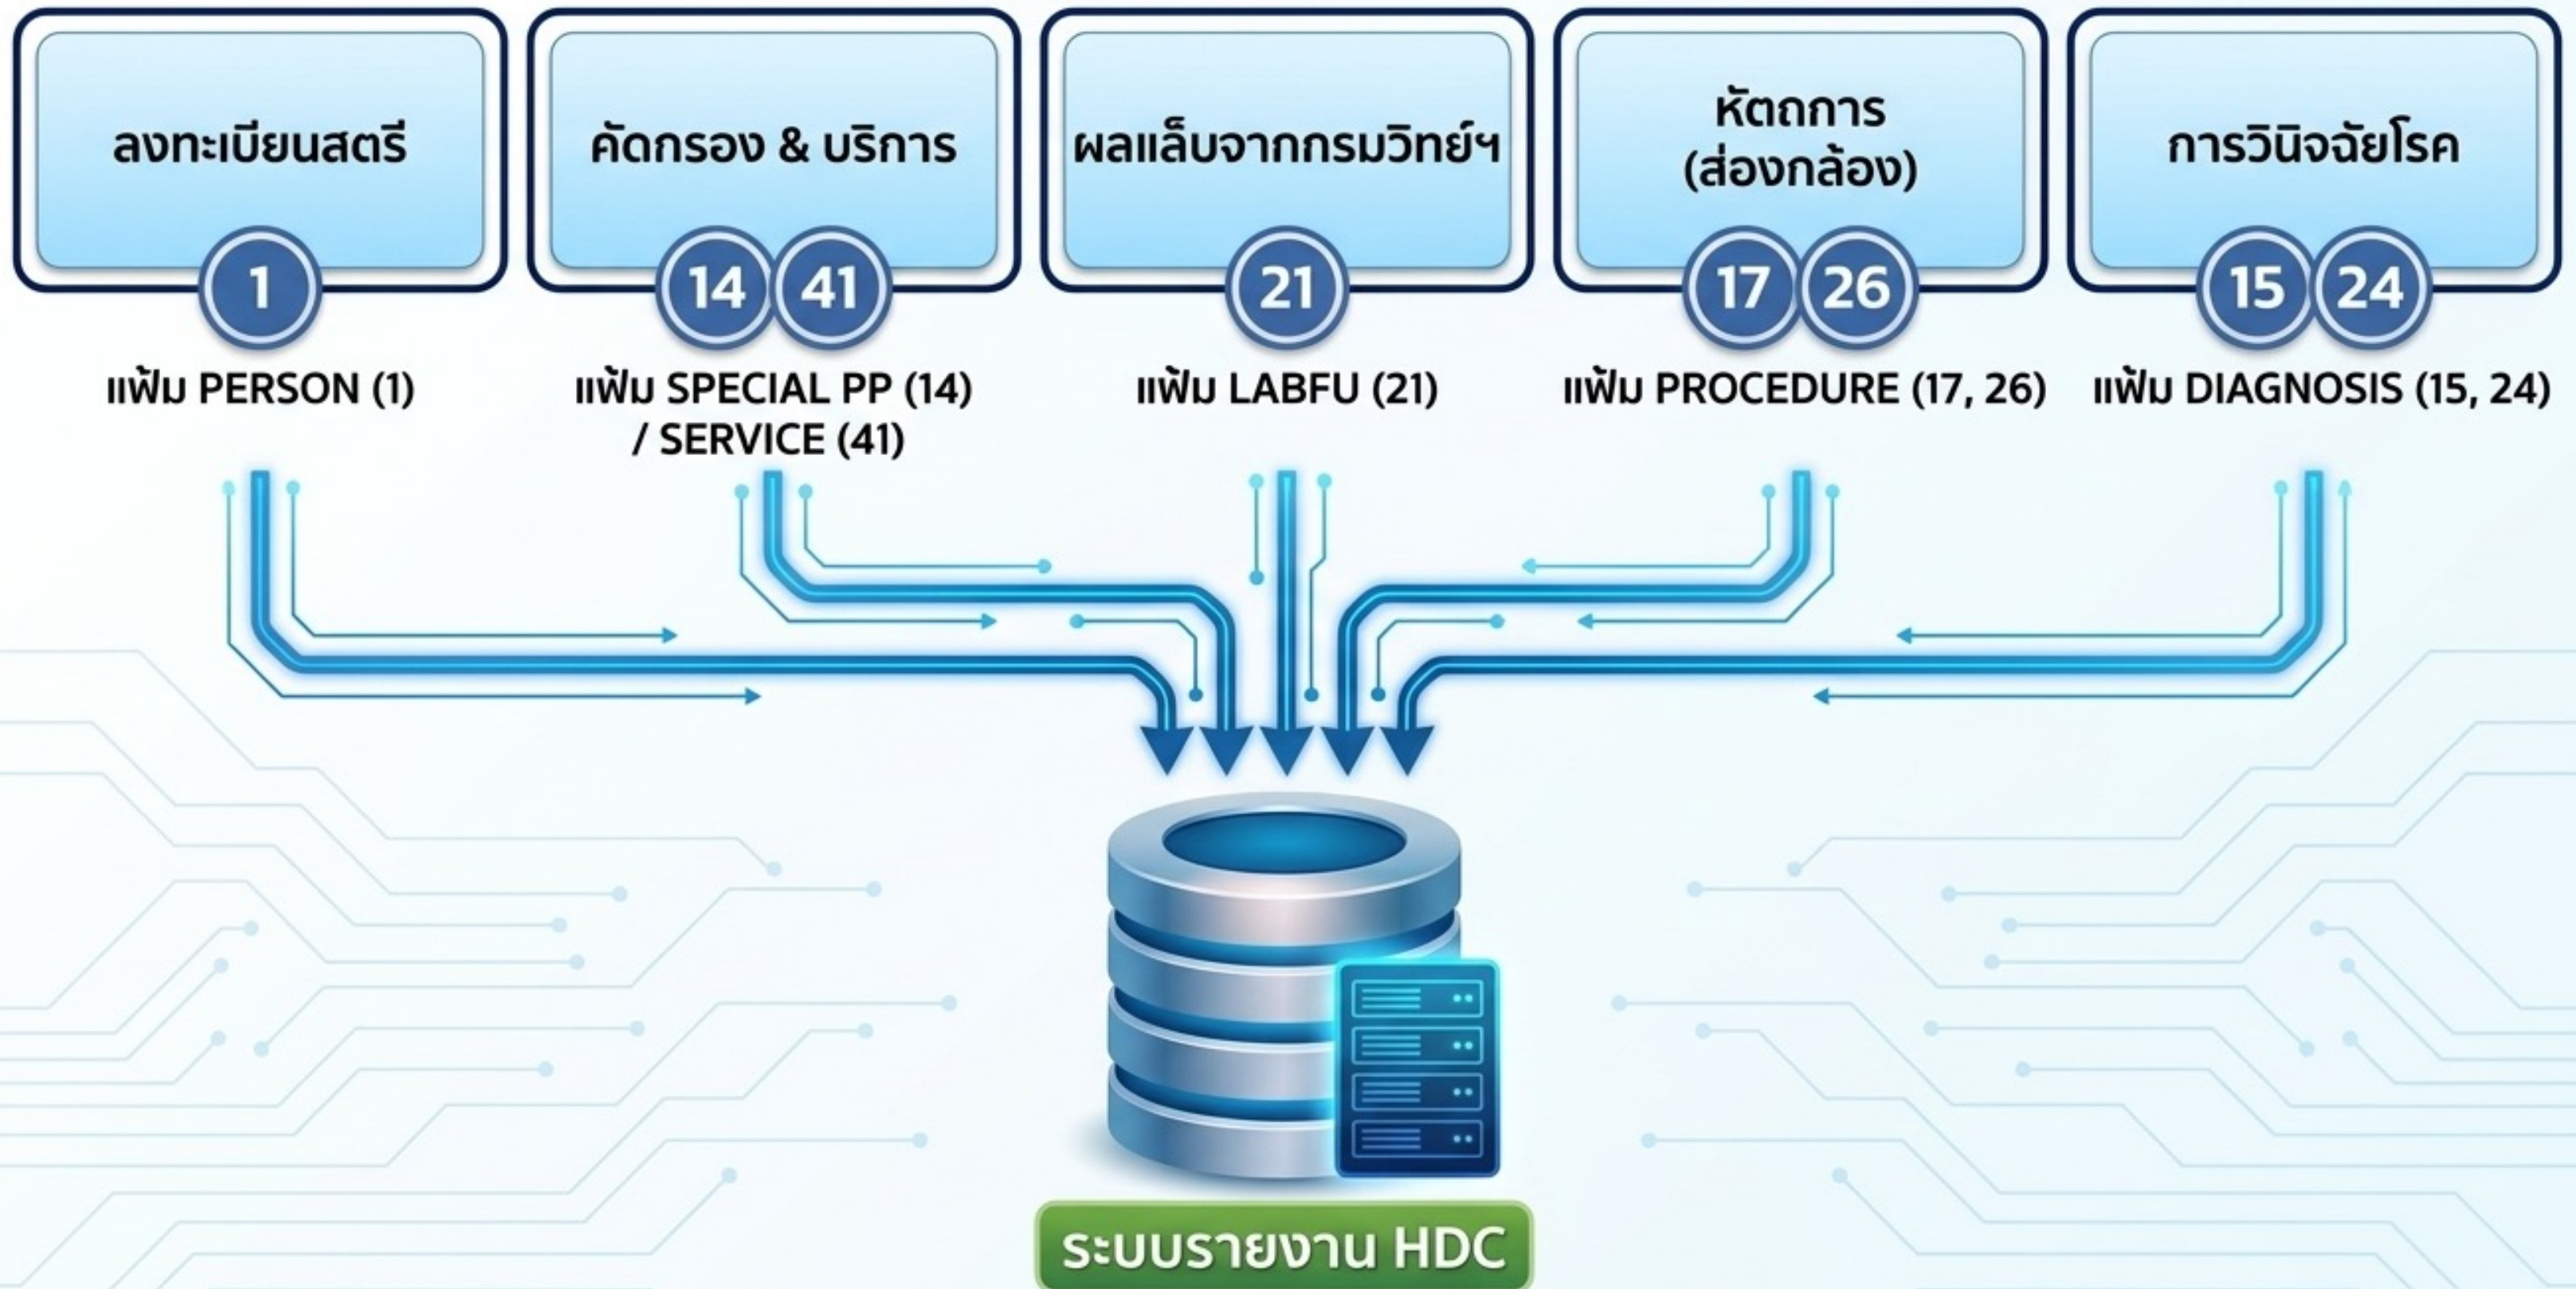 ลงทะเบียนสตรี
1
แฟ้ม PERSON (1)
คัดกรอง & บริการ
14 41
แฟ้ม SPECIAL PP (14)
/ SERVICE (41)
ผลแล็บจากกรมวิทย์ฯ
21
แฟ้ม LABFU (21)
หัตถการ
(ส่องกล้อง)
17 26
แฟ้ม PROCEDURE (17, 26)
การวินิจฉัยโรค
15 24
แฟ้ม DIAGNOSIS (15, 24)
ระบบรายงาน HDC